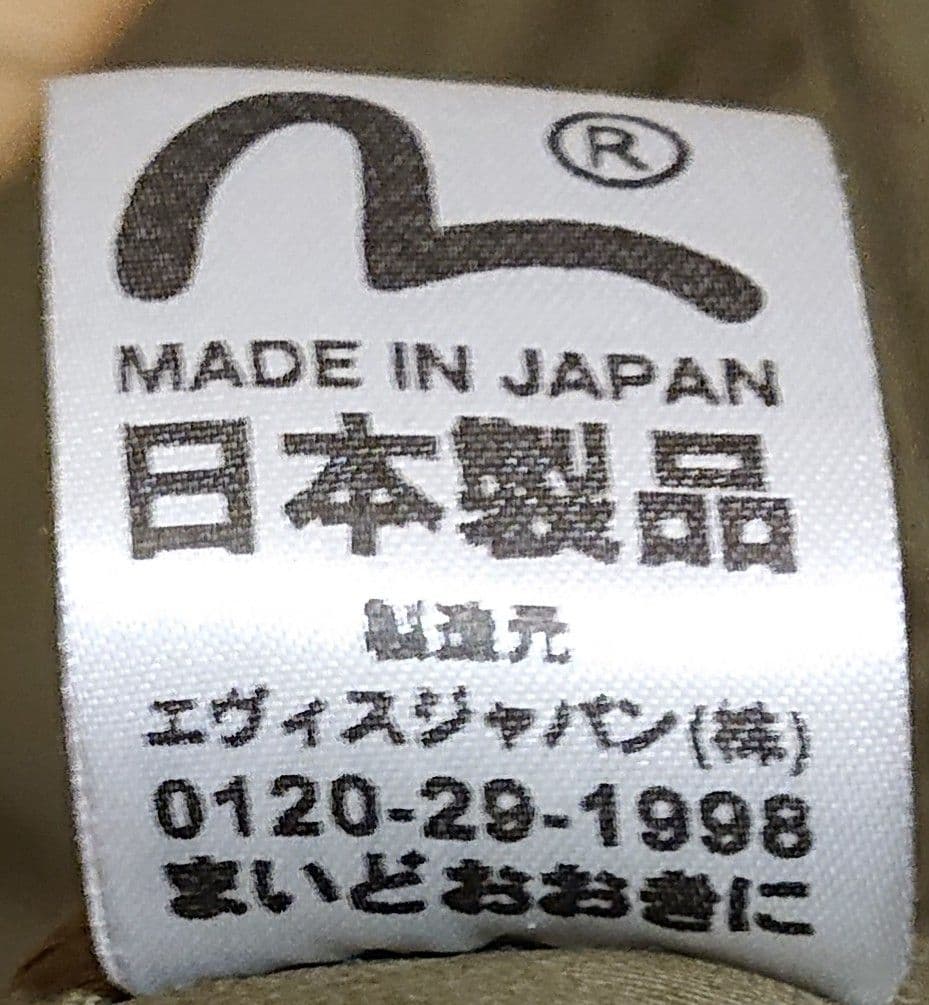 ®
MADE IN JAPAN
日本製品
製造元
エヴィスジャパン(株)
0120-29-1998
まいどおおきに